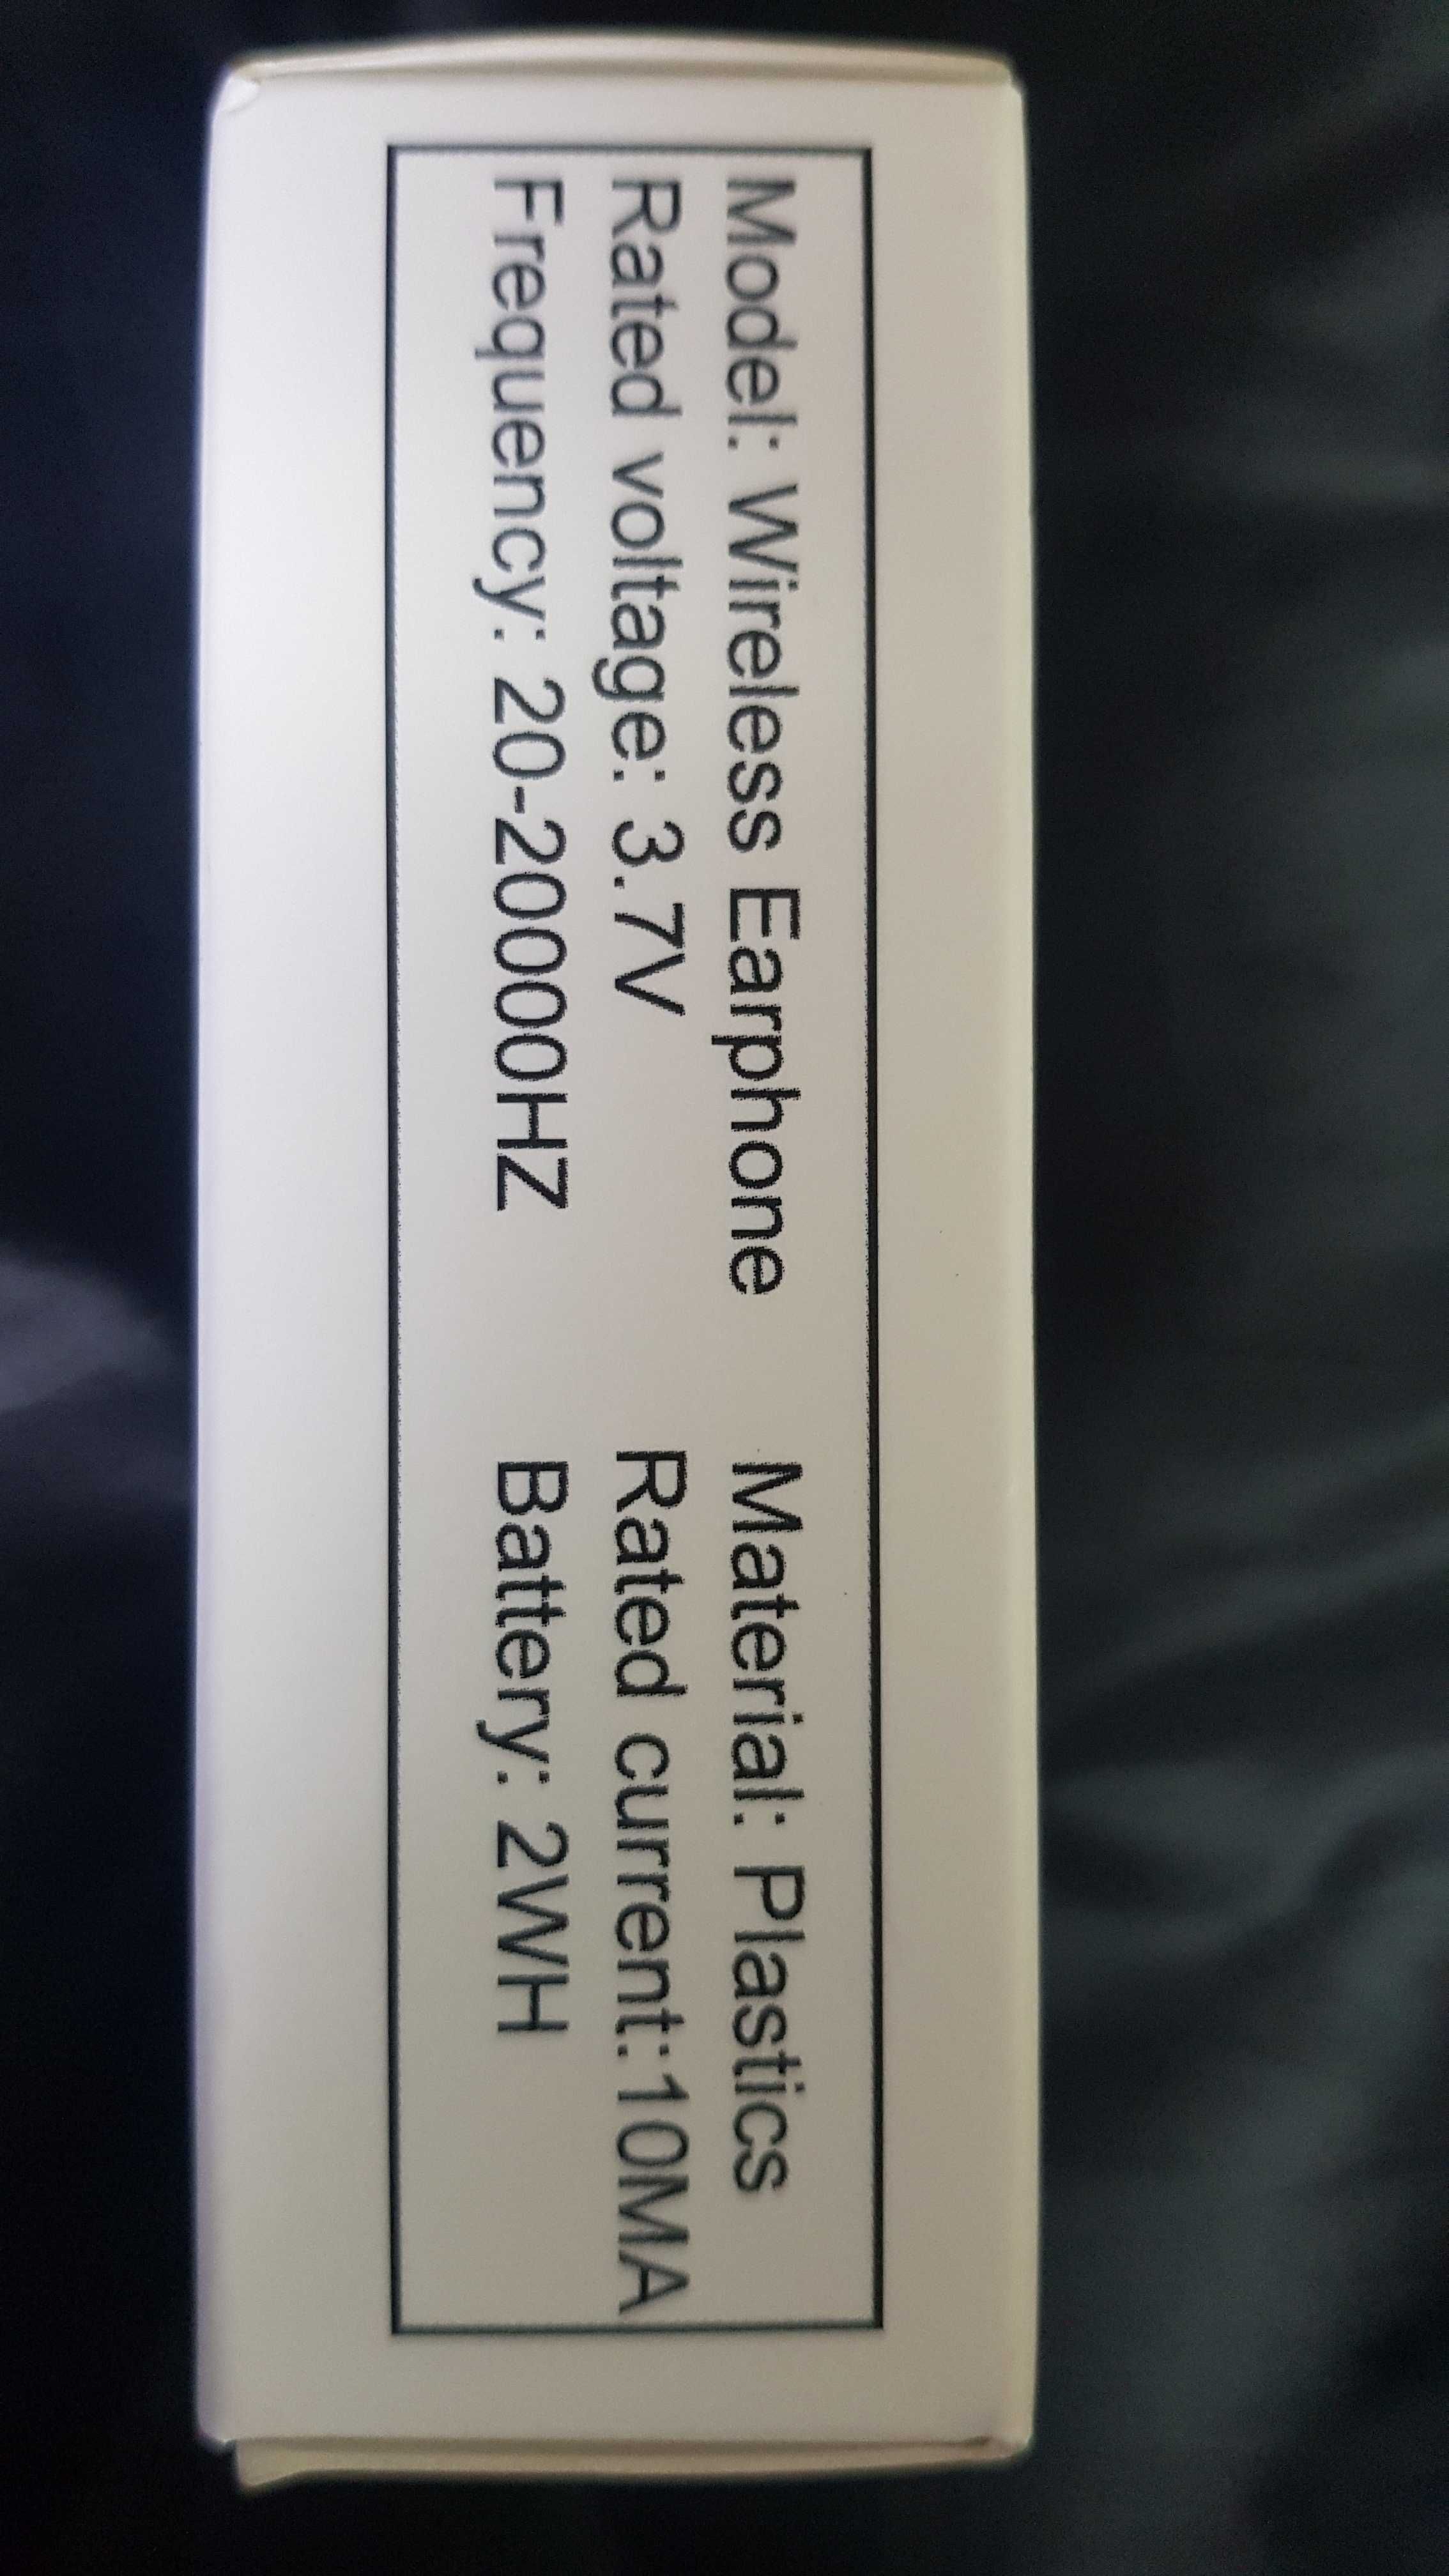 Model: Wireless Earphone Material: Plastics
Rated voltage: 3.7V Rated current:10MA
Frequency: 20-20000HZ Battery: 2WH